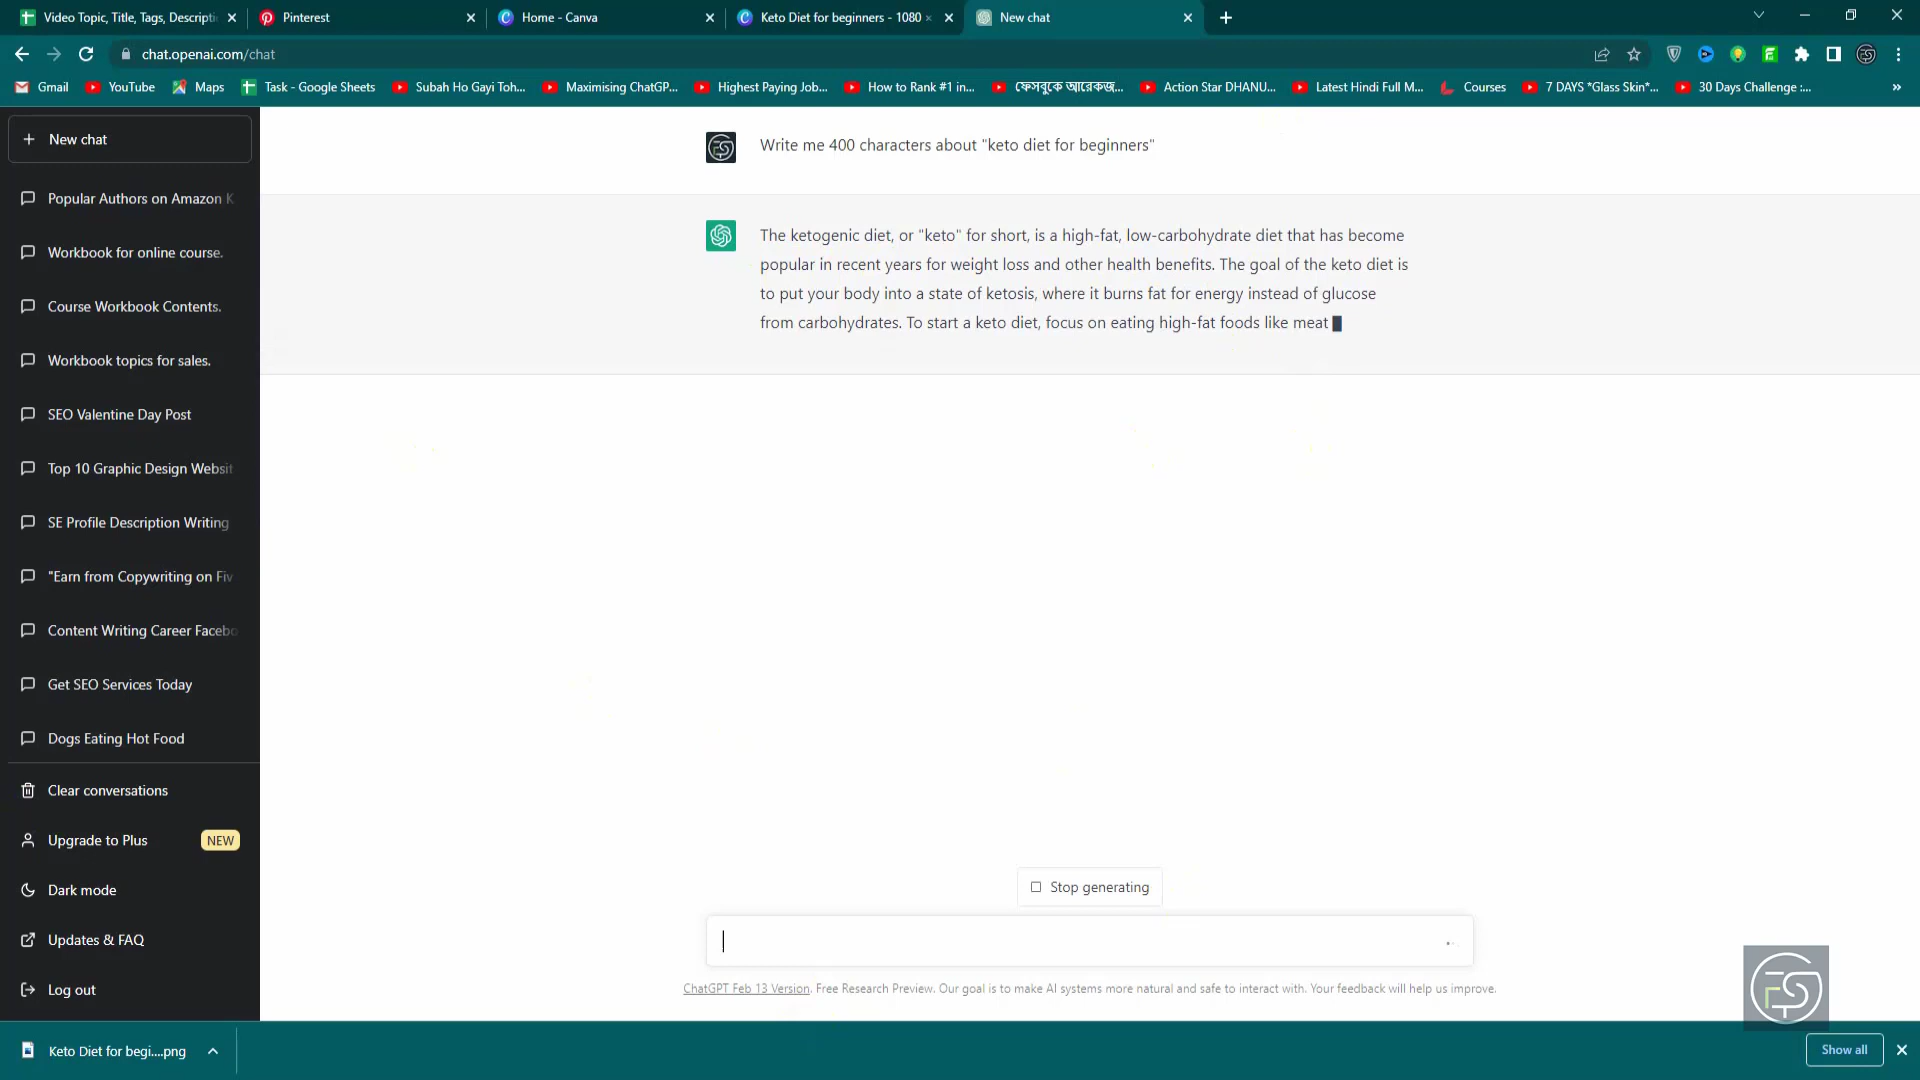 Video Topic, Title, Tags, Descripti
Pinterest
Home - Canva
Keto Diet for beginners - 1080
New chat
chat.openai.com/chat
Gmail
YouTube
Maps
Task - Google Sheets
Subah Ho Gayi Toh...
Maximising ChatGP...
Highest Paying Job...
How to Rank #1 in...
ফেসবুকে আরেকজ...
Action Star DHANU...
Latest Hindi Full M...
Courses
7 DAYS *Glass Skin*...
30 Days Challenge :...
»
+ New chat
Popular Authors on Amazon K
Workbook for online course.
Course Workbook Contents.
Workbook topics for sales.
SEO Valentine Day Post
Top 10 Graphic Design Websit
SE Profile Description Writing
"Earn from Copywriting on Fiv
Content Writing Career Facebo
Get SEO Services Today
Dogs Eating Hot Food
Clear conversations
Upgrade to Plus NEW
Dark mode
Updates & FAQ
Log out
Write me 400 characters about "keto diet for beginners"
The ketogenic diet, or "keto" for short, is a high-fat, low-carbohydrate diet that has become
popular in recent years for weight loss and other health benefits. The goal of the keto diet is
to put your body into a state of ketosis, where it burns fat for energy instead of glucose
from carbohydrates. To start a keto diet, focus on eating high-fat foods like meat
Stop generating
ChatGPT Feb 13 Version. Free Research Preview. Our goal is to make AI systems more natural and safe to interact with. Your feedback will help us improve.
Keto Diet for begi....png
Show all